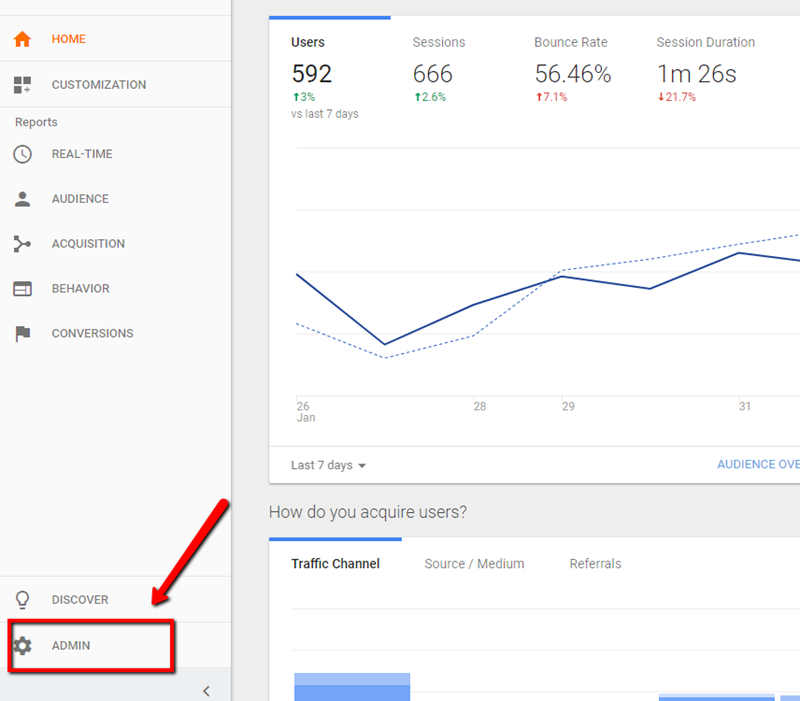 HOME
CUSTOMIZATION
Reports
REAL-TIME
AUDIENCE
ACQUISITION
BEHAVIOR
CONVERSIONS
DISCOVER
ADMIN
Users Sessions Bounce Rate Session Duration
592 666 56.46% 1m 26s
↑3% ↑2.6% ↑7.1% ↓21.7%
vs last 7 days
26 28 29 31
Jan
Last 7 days
AUDIENCE OVE
How do you acquire users?
Traffic Channel Source / Medium Referrals